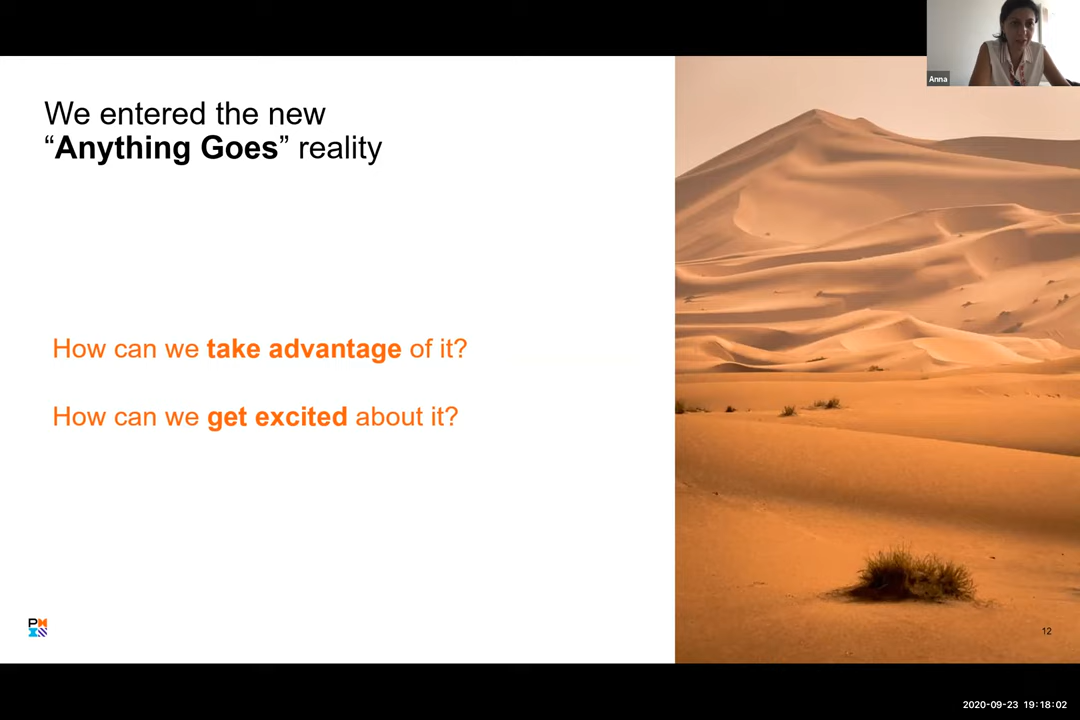 Anna
We entered the new
“Anything Goes” reality
How can we take advantage of it?
How can we get excited about it?
12
2020-09-23 19:18:02